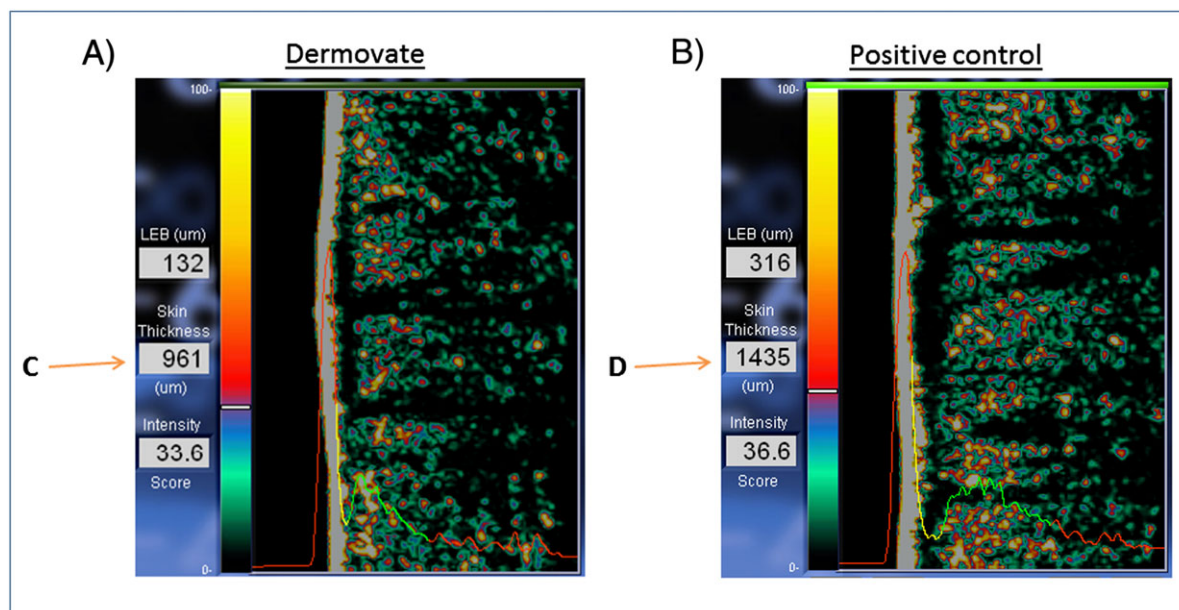 A)
Dermovate
100-
LEB (um)
132
Skin
Thickness
961
(um)
Intensity
33.6
Score
0-
C
B)
Positive control
100-
LEB (um)
316
Skin
Thickness
1435
(um)
Intensity
36.6
Score
0-
D